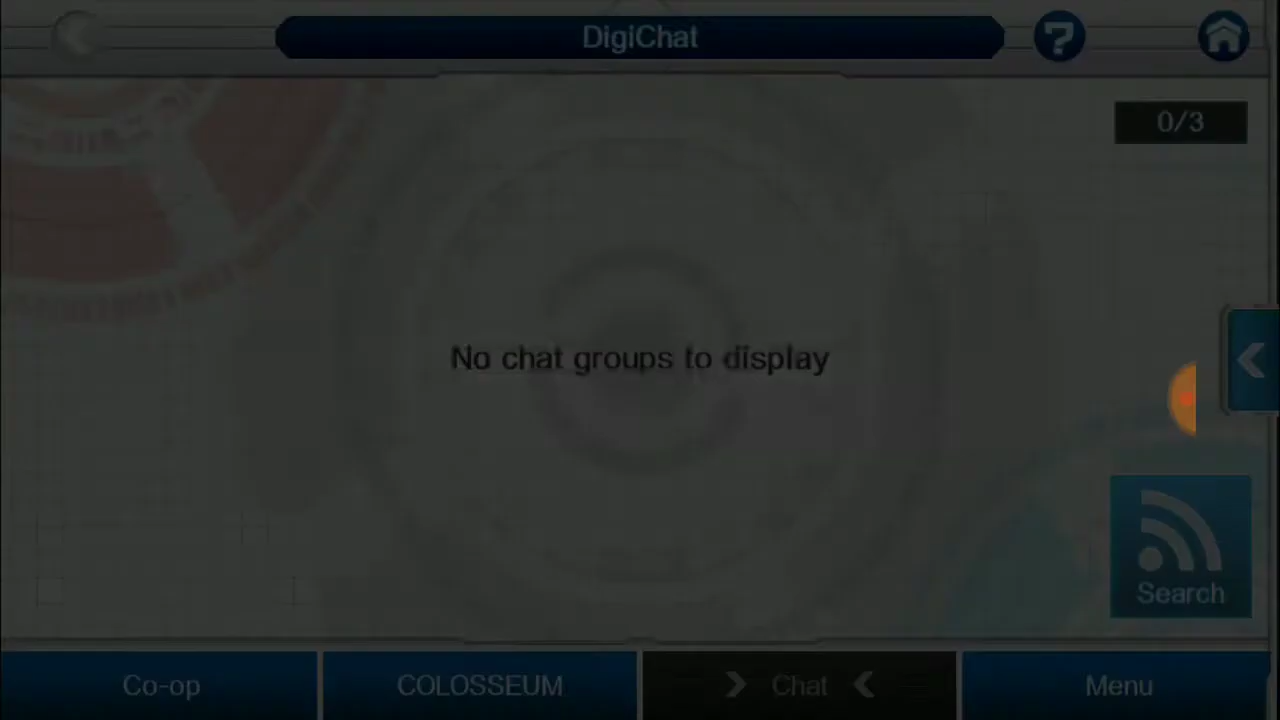 DigiChat
?
0/3
No chat groups to display
Search
Co-op
COLOSSEUM
Chat
Menu